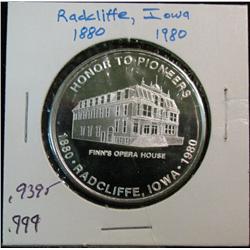 Radcliffe, Iowa
1880 1980
HONOR TO PIONEERS
FINN'S OPERA HOUSE
1880 • RADCLIFFE, IOWA • 1980
.9395
.999